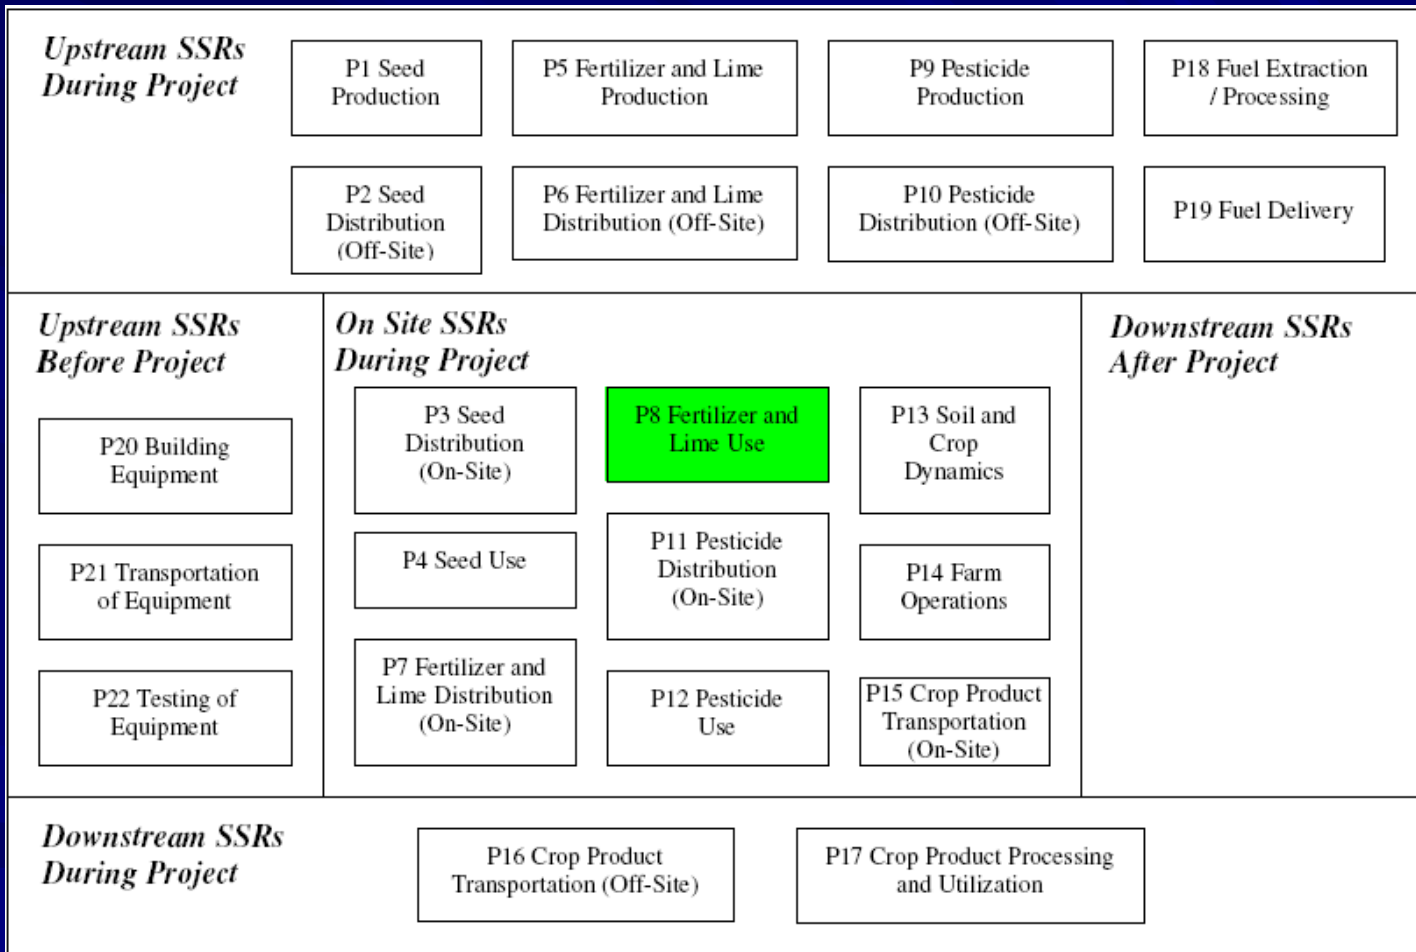 Upstream SSRs
During Project
P1 Seed
Production
P5 Fertilizer and Lime
Production
P9 Pesticide
Production
P18 Fuel Extraction
/ Processing
P2 Seed
Distribution
(Off-Site)
P6 Fertilizer and Lime
Distribution (Off-Site)
P10 Pesticide
Distribution (Off-Site)
P19 Fuel Delivery
Upstream SSRs
Before Project
P20 Building
Equipment
P21 Transportation
of Equipment
P22 Testing of
Equipment
On Site SSRs
During Project
P3 Seed
Distribution
(On-Site)
P4 Seed Use
P7 Fertilizer and
Lime Distribution
(On-Site)
P8 Fertilizer and
Lime Use
P11 Pesticide
Distribution
(On-Site)
P12 Pesticide
Use
P13 Soil and
Crop
Dynamics
P14 Farm
Operations
P15 Crop Product
Transportation
(On-Site)
Downstream SSRs
After Project
Downstream SSRs
During Project
P16 Crop Product
Transportation (Off-Site)
P17 Crop Product Processing
and Utilization